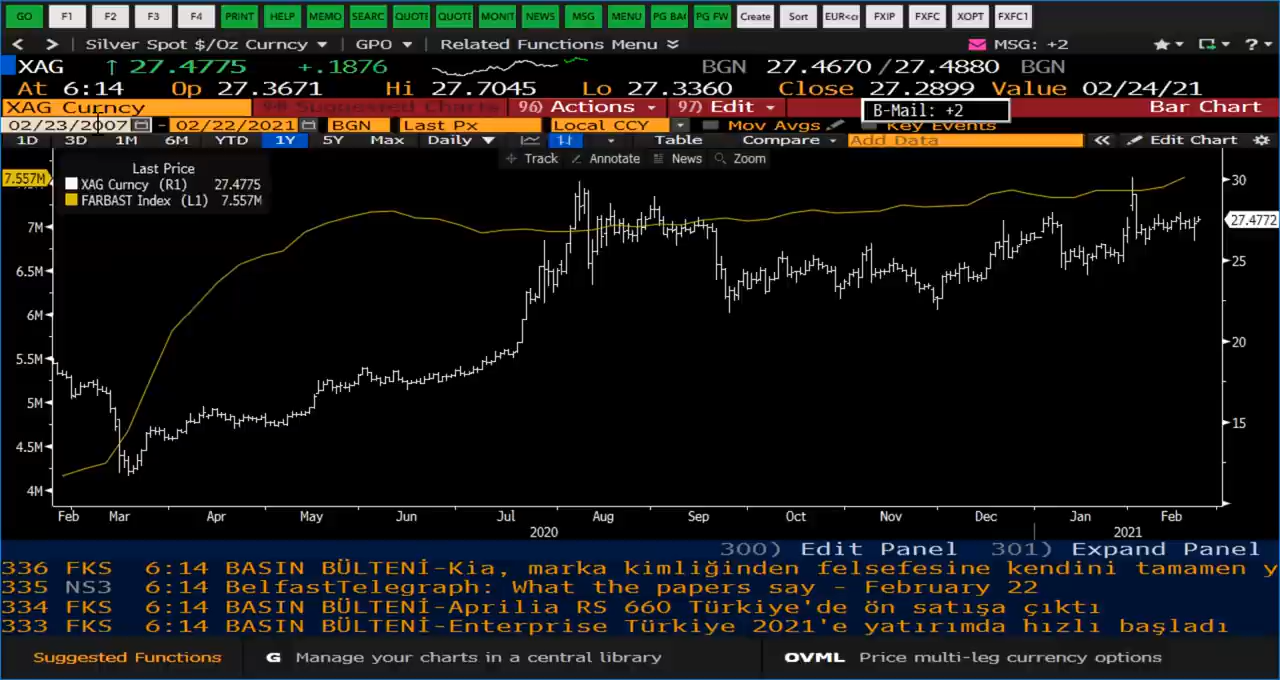 GO F1 F2 F3 F4 PRINT HELP MEMO SEARC QUOTE QUOTE MONIT NEWS MSG MENU PG BA PG FW Create Sort EUR<cr FXIP FXFC XOPT FXFC1
< > Silver Spot $/Oz Curncy ▼ | GPO ▼ | Related Functions Menu MSG: +2 ? ▾
XAG ↑ 27.4775 +.1876 BGN 27.4670 /27.4880 BGN
At 6:14 Op 27.3671 Hi 27.7045 Lo 27.3360 Close 27.2899 Value 02/24/21
XAG Curncy 94) Suggested Charts 96) Actions 97) Edit B-Mail: +2 Bar Chart
02/23/2007 - 02/22/2021 BGN Last Px Local CCY Mov Avgs Key Events
1D 3D 1M 6M YTD 1Y 5Y Max Daily ▼ Table Compare Add Data « Edit Chart
Track Annotate News Zoom
Last Price
XAG Curncy (R1) 27.4775
FARBAST Index (L1) 7.557M
7.557M
7M
6.5M
6M
5.5M
5M
4.5M
4M
30
27.4772
25
20
15
Feb Mar Apr May Jun Jul Aug Sep Oct Nov Dec Jan Feb
2020 2021
300) Edit Panel 301) Expand Panel
336 FKS 6:14 BASIN BÜLTENİ-Kia, marka kimliğinden felsefesine kendini tamamen y
335 NS3 6:14 BelfastTelegraph: What the papers say - February 22
334 FKS 6:14 BASIN BÜLTENİ-Aprilia RS 660 Türkiye'de ön satışa çıktı
333 FKS 6:14 BASIN BÜLTENİ-Enterprise Türkiye 2021'e yatırımda hızlı başladı
Suggested Functions G Manage your charts in a central library OVML Price multi-leg currency options